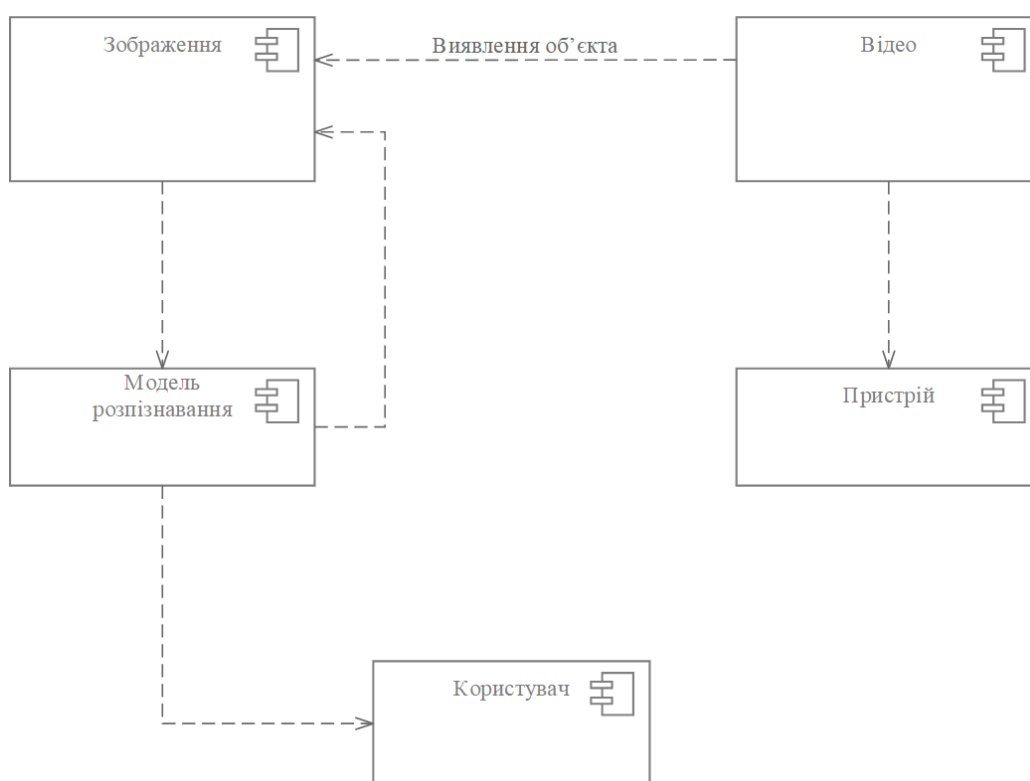 Зображення
Виявлення об’єкта
Відео
Модель
розпізнавання
Пристрій
Користувач